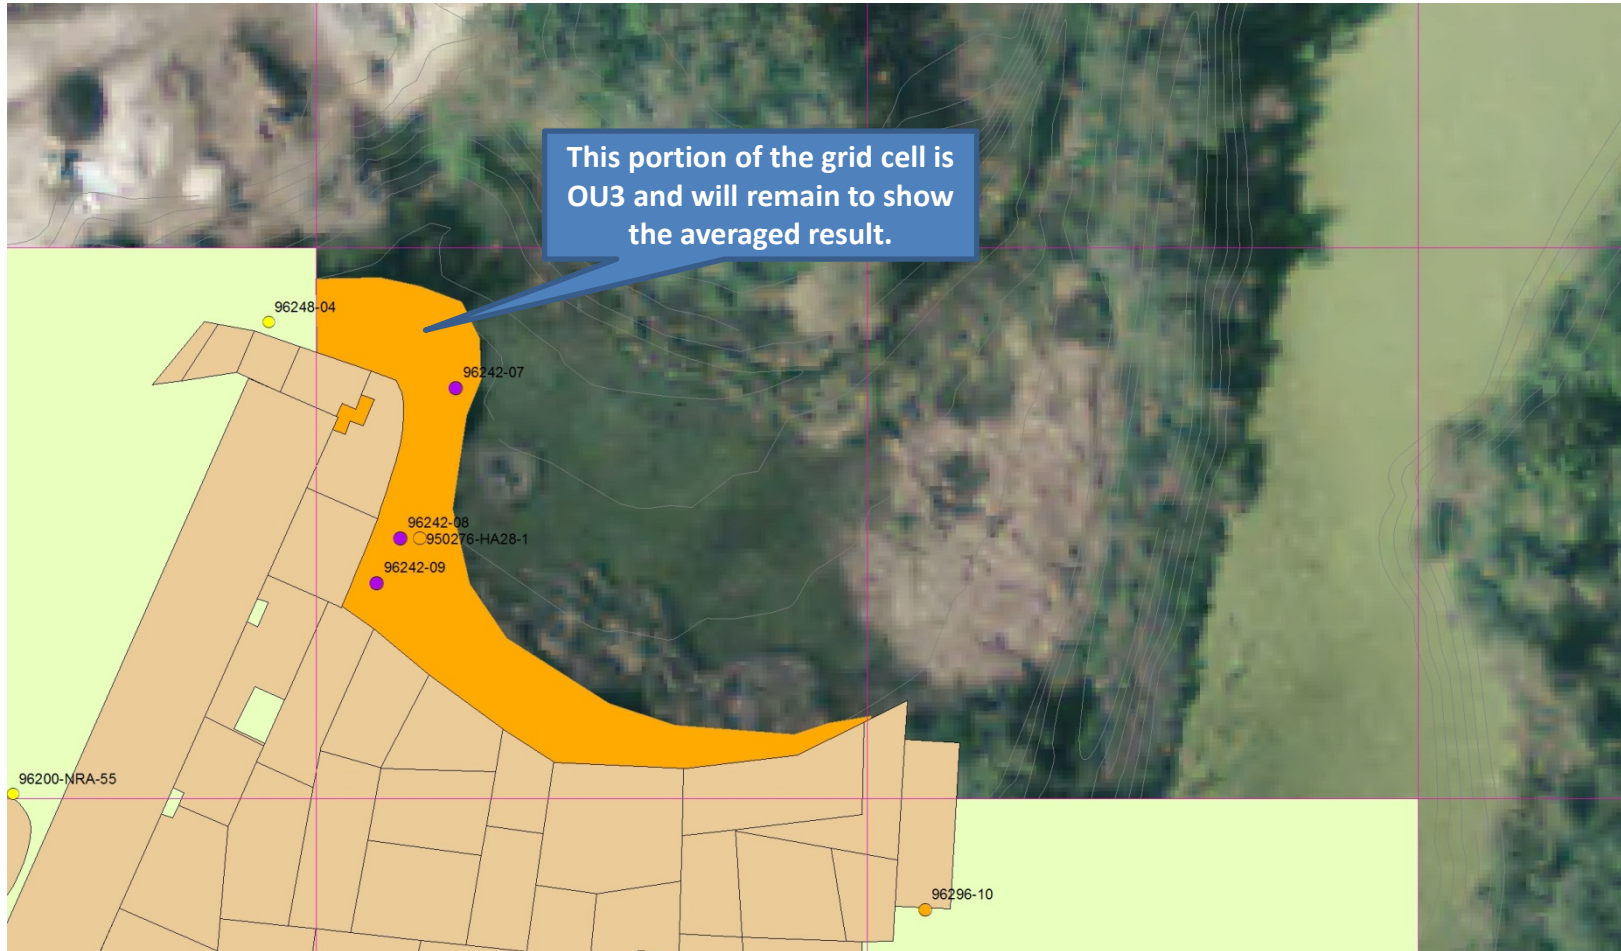 This portion of the grid cell is
OU3 and will remain to show
the averaged result.
96248-04
96242-07
96242-08
950276-HA28-1
96242-09
96200-NRA-55
96296-10